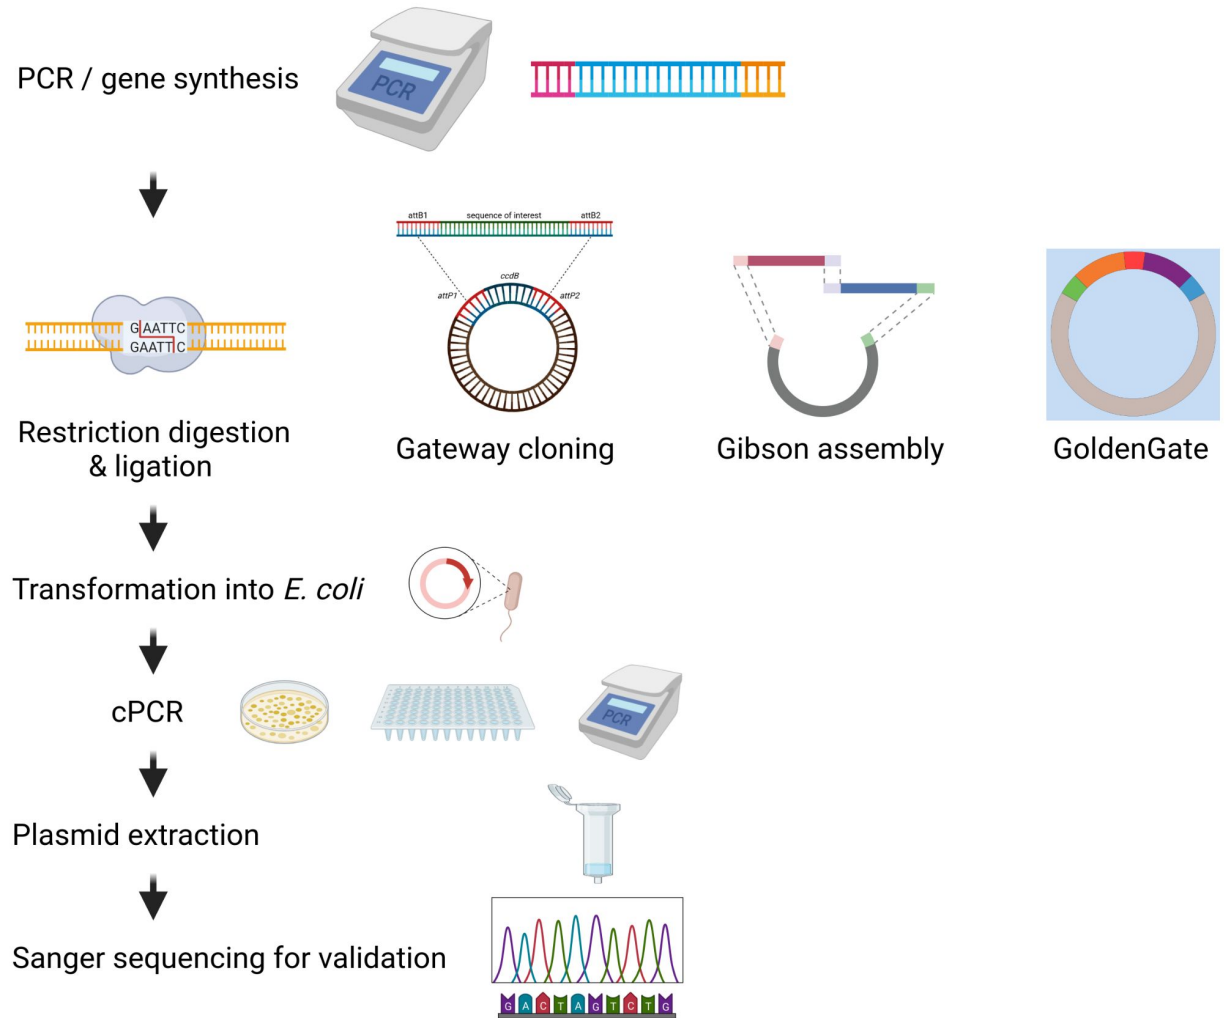 PCR / gene synthesis
PCR
attB1 sequence of interest attB2
ccdB
attP1 attP2
GAATTC
GAATTC
Restriction digestion
& ligation
Gateway cloning
Gibson assembly
GoldenGate
Transformation into E. coli
cPCR
PCR
Plasmid extraction
Sanger sequencing for validation
G A C T A G T C T G